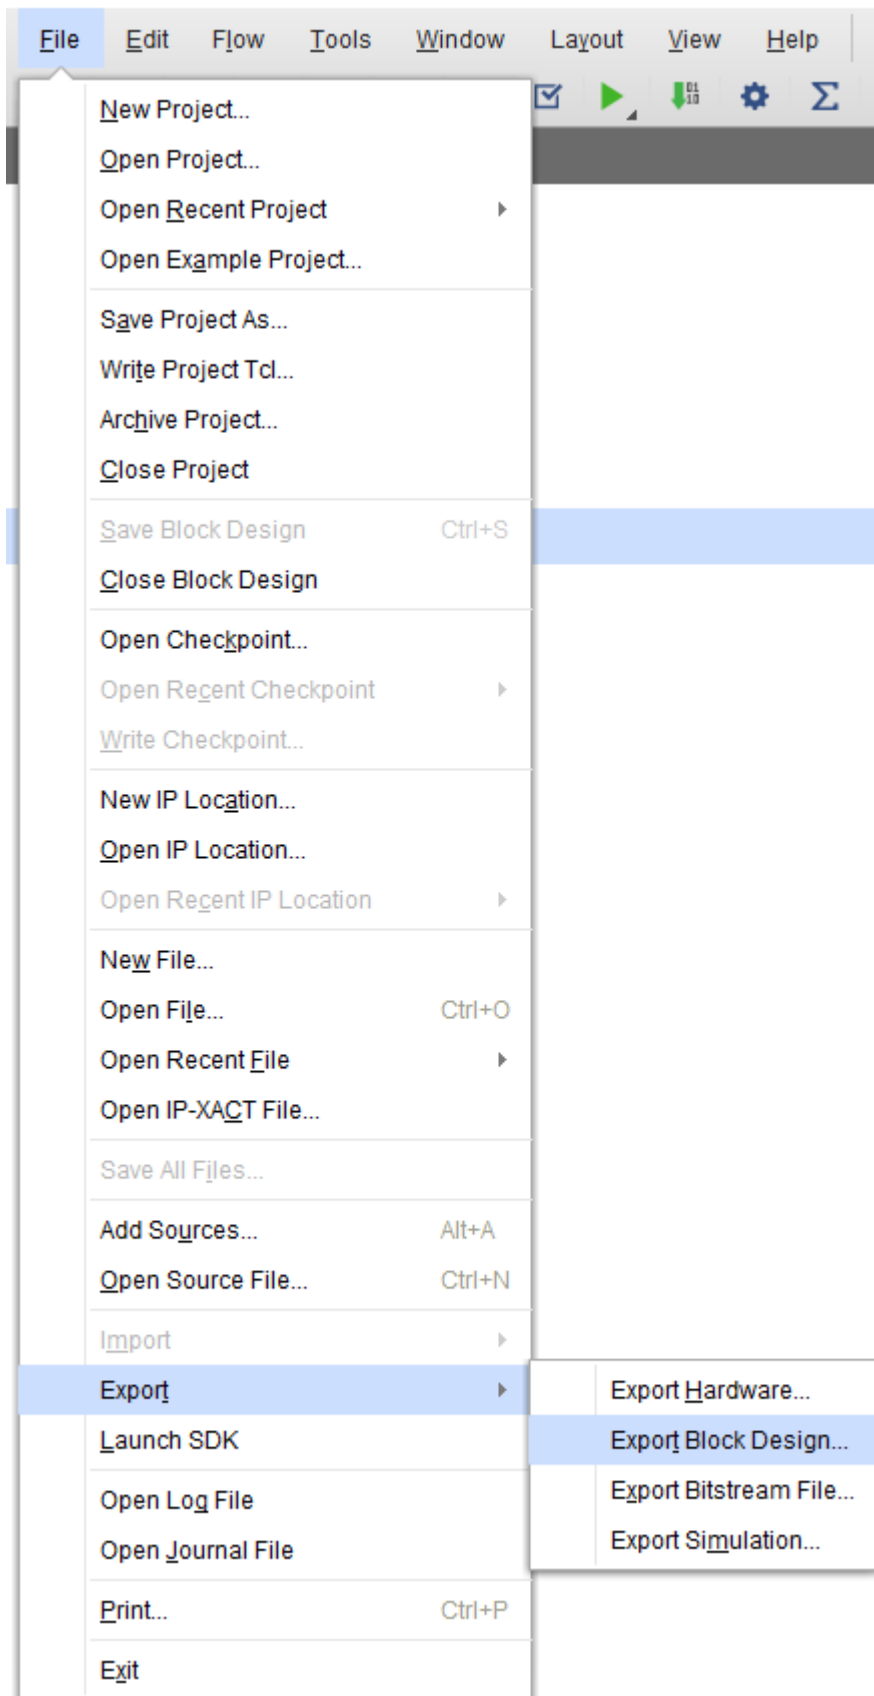 File Edit Flow Tools Window Layout View Help
01
10
Σ
New Project...
Open Project...
Open Recent Project
Open Example Project...
Save Project As...
Write Project Tcl...
Archive Project...
Close Project
Save Block Design Ctrl+S
Close Block Design
Open Checkpoint...
Open Recent Checkpoint
Write Checkpoint...
New IP Location...
Open IP Location...
Open Recent IP Location
New File...
Open File... Ctrl+O
Open Recent File
Open IP-XACT File...
Save All Files...
Add Sources... Alt+A
Open Source File... Ctrl+N
Import
Export
Launch SDK
Open Log File
Open Journal File
Print... Ctrl+P
Exit
Export Hardware...
Export Block Design...
Export Bitstream File...
Export Simulation...